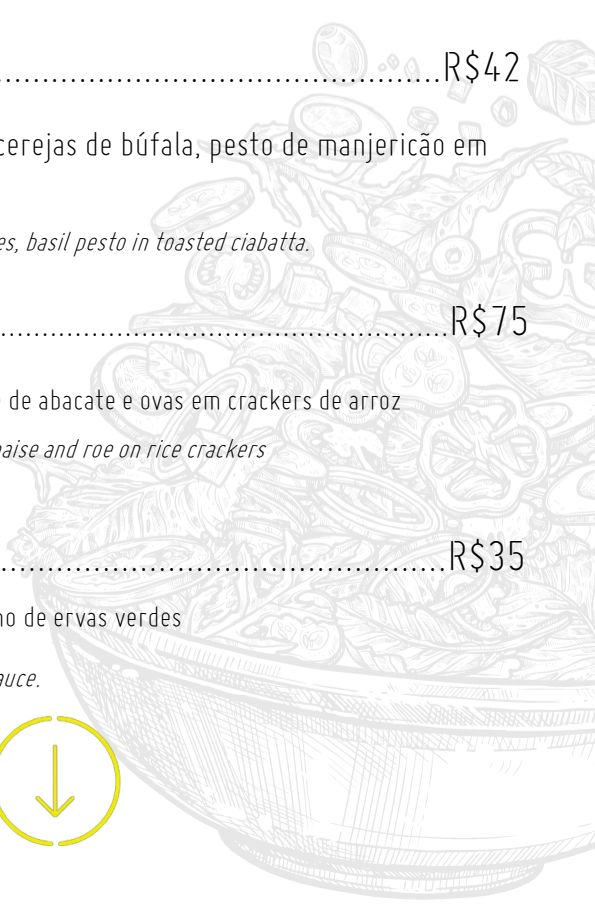 R$42
cerejas de búfala, pesto de manjericão em
es, basil pesto in toasted ciabatta.
R$75
de abacate e ovas em crackers de arroz
aise and roe on rice crackers
R$35
no de ervas verdes
auce.